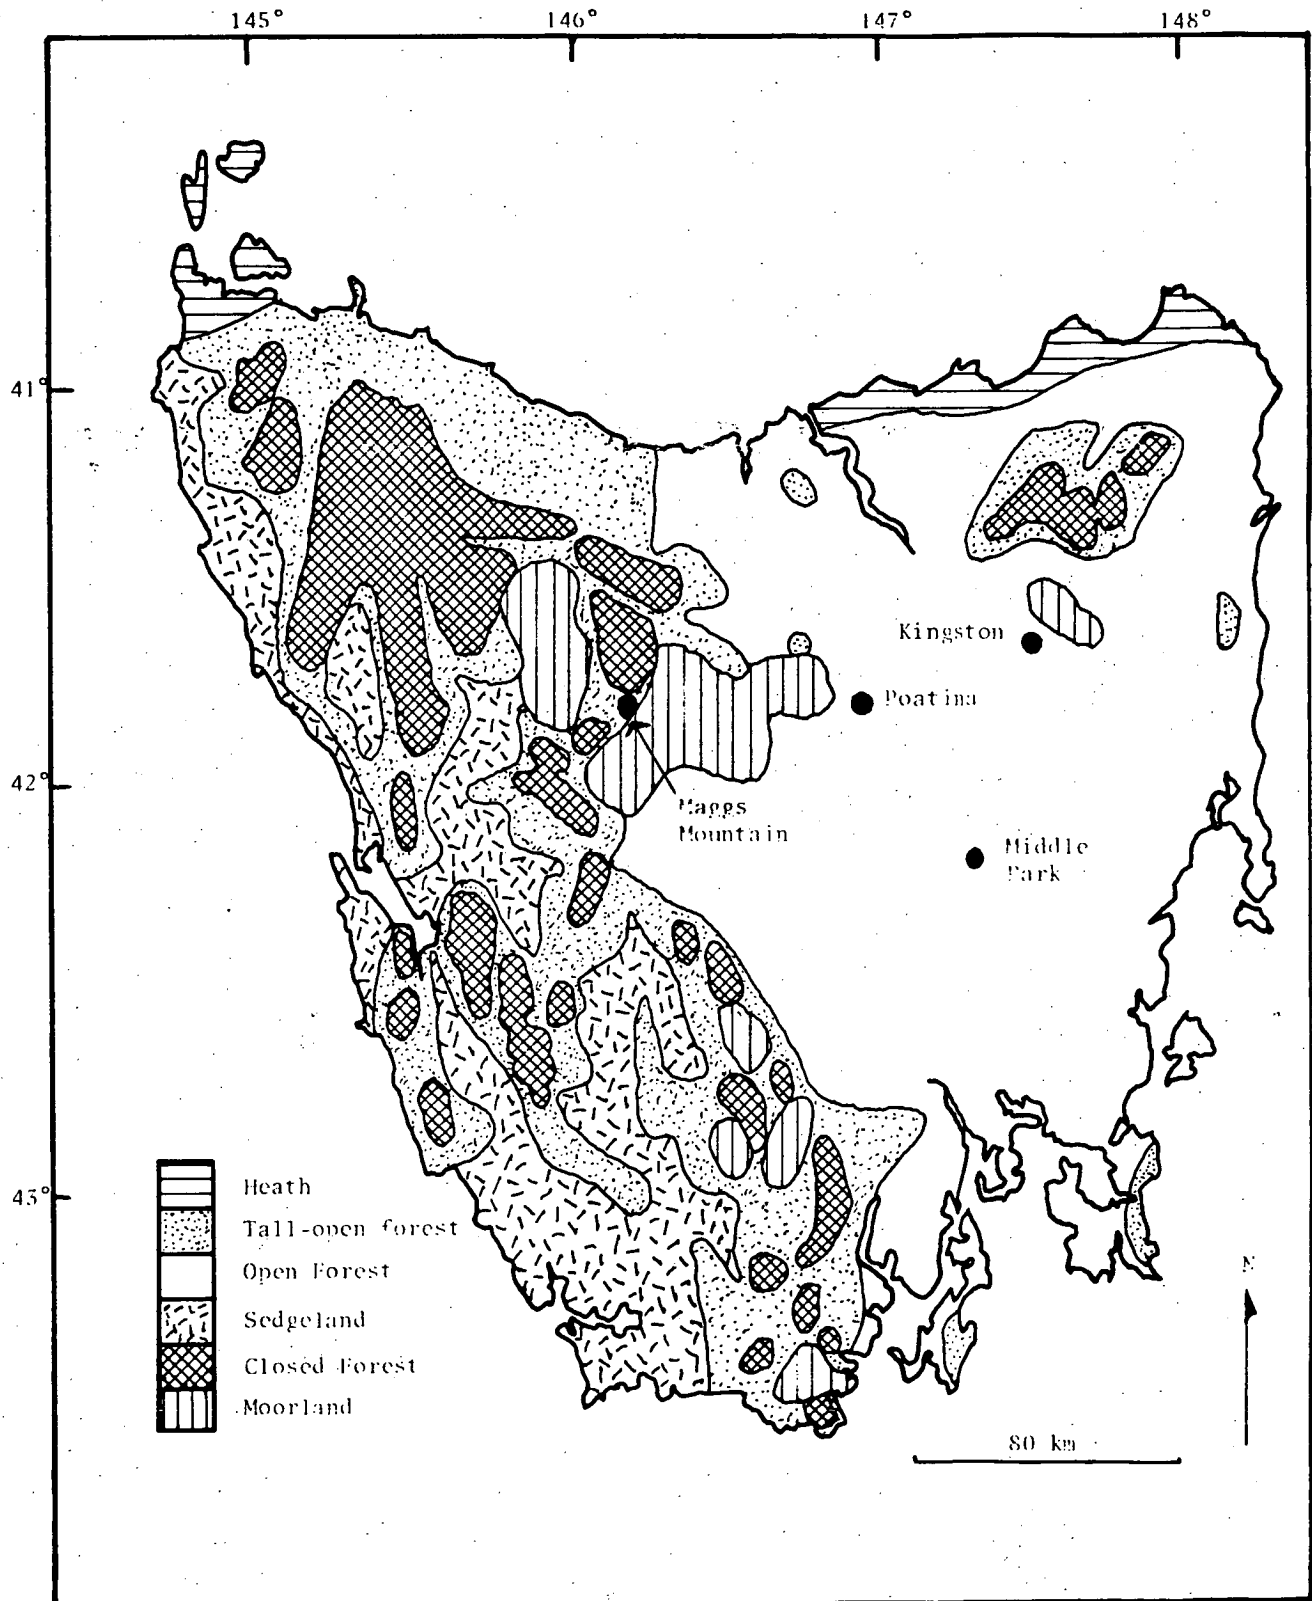 145° 146° 147° 148°
41°
Kingston
Poatina
42°
Maggs
Mountain
Middle
Park
43°
Heath
Tall-open forest
Open Forest
Sedgeland
Closed Forest
Moorland
N
80 km